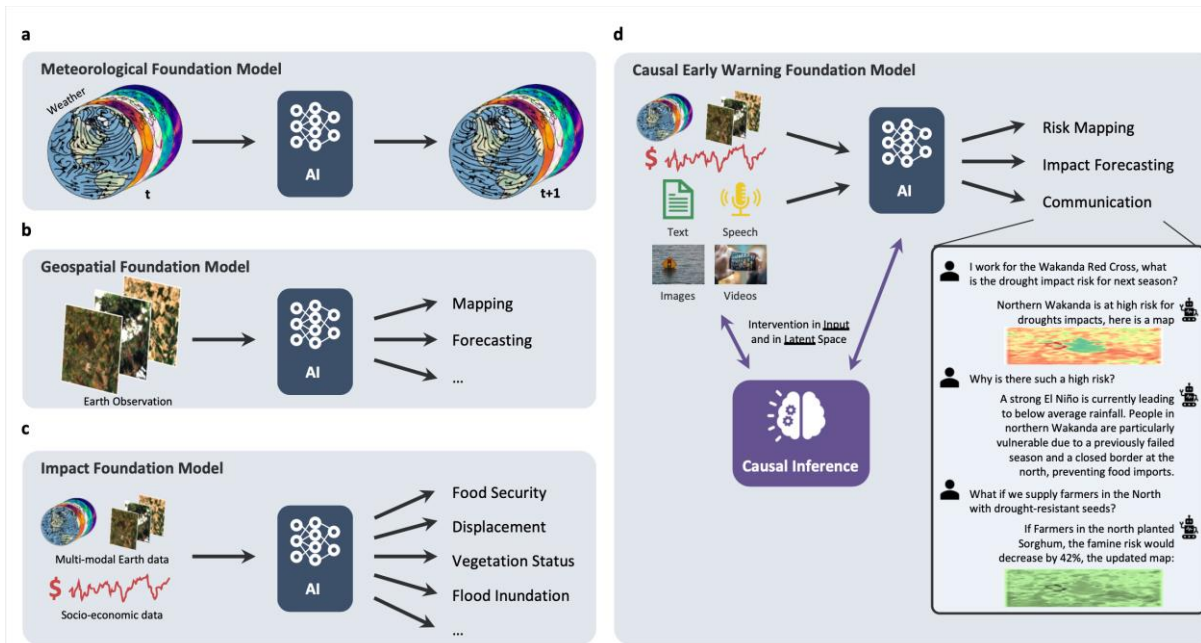 a
Meteorological Foundation Model
Weather
t
AI
t+1
b
Geospatial Foundation Model
Earth Observation
AI
Mapping
Forecasting
...
c
Impact Foundation Model
Multi-modal Earth data
$
Socio-economic data
AI
Food Security
Displacement
Vegetation Status
Flood Inundation
...
d
Causal Early Warning Foundation Model
$
Text
Speech
Images
Videos
AI
Risk Mapping
Impact Forecasting
Communication
Intervention in Input
and in Latent Space
Causal Inference
I work for the Wakanda Red Cross, what
is the drought impact risk for next season?
Northern Wakanda is at high risk for
droughts impacts, here is a map
Why is there such a high risk?
A strong El Niño is currently leading
to below average rainfall. People in
northern Wakanda are particularly
vulnerable due to a previously failed
season and a closed border at the
north, preventing food imports.
What if we supply farmers in the North
with drought-resistant seeds?
If Farmers in the north planted
Sorghum, the famine risk would
decrease by 42%, the updated map: